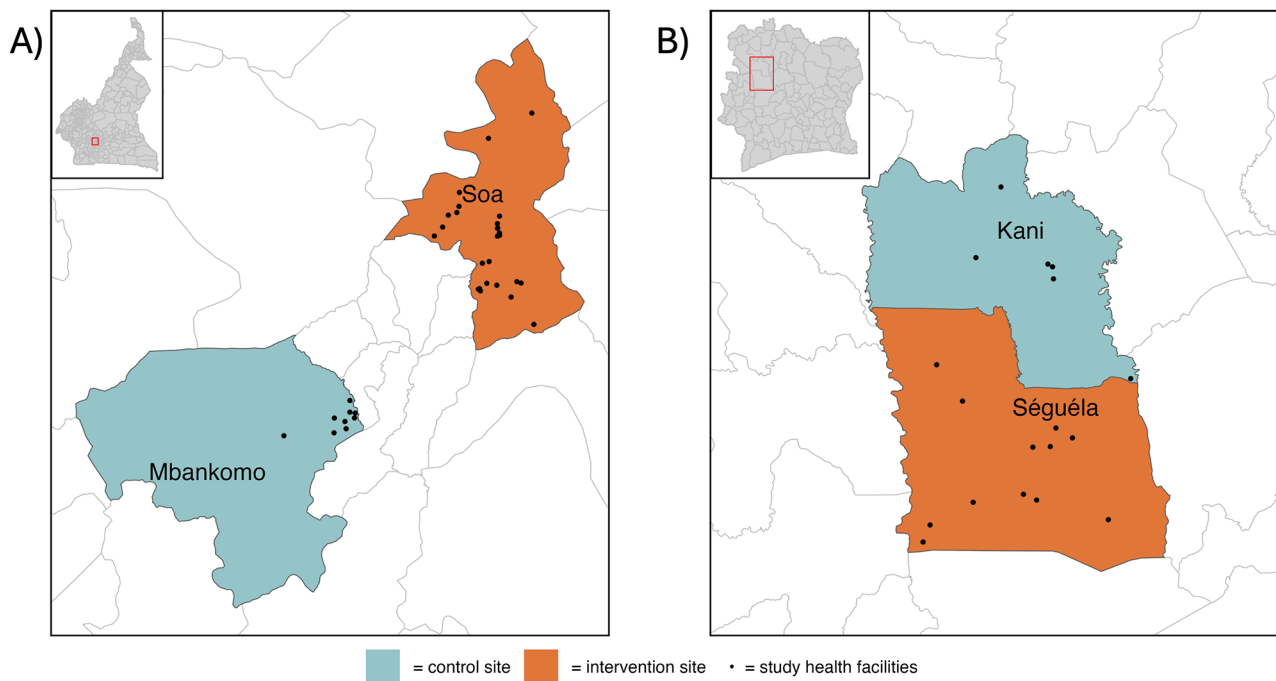 A)
B)
Soa
Mbankomo
Kani
Séguéla
= control site = intervention site • = study health facilities